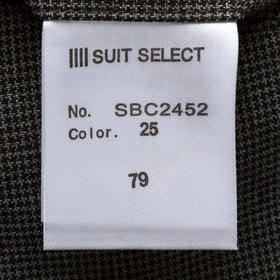 SUIT SELECT
No. SBC2452
Color. 25
79